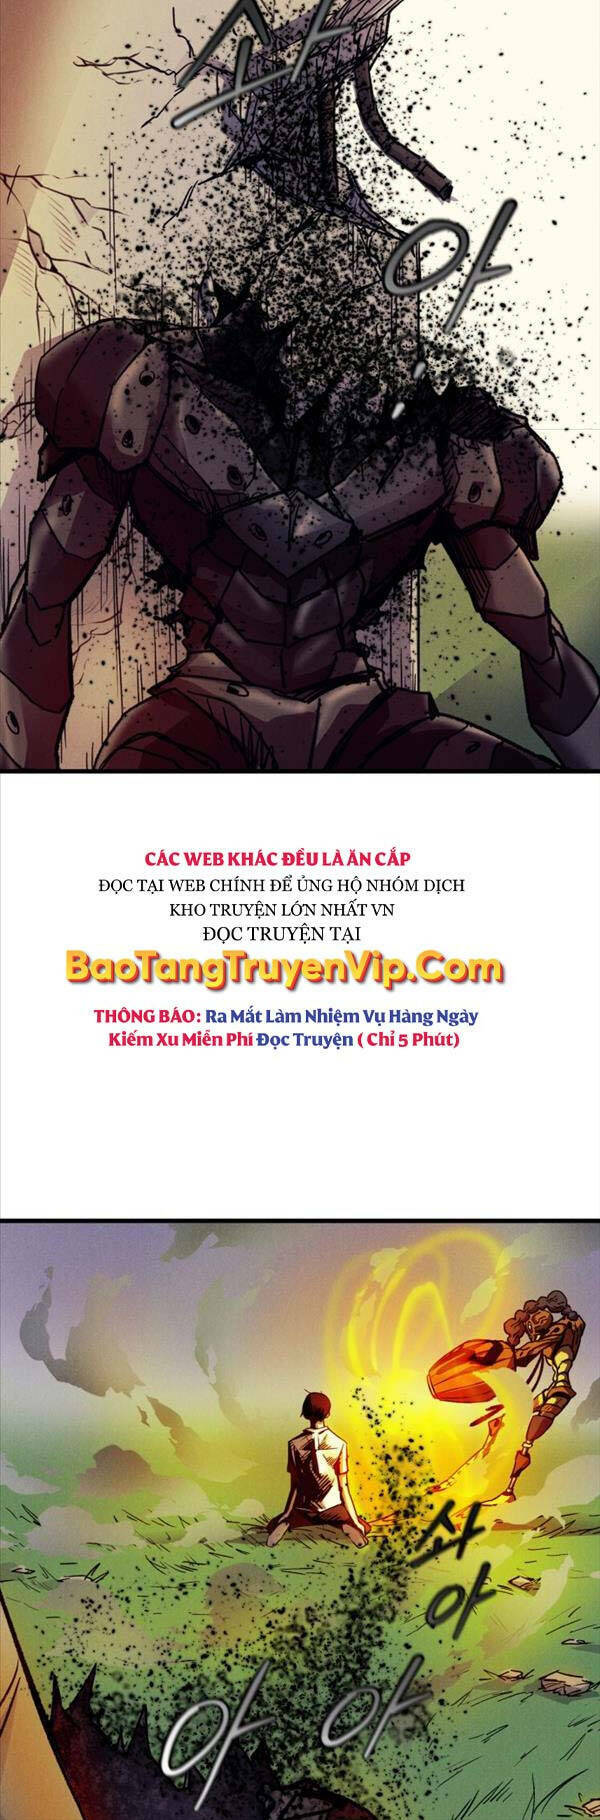 솨
아
CÁC WEB KHÁC ĐỀU LÀ ĂN CẮP
ĐỌC TẠI WEB CHÍNH ĐỂ ỦNG HỘ NHÓM DỊCH
KHO TRUYỆN LỚN NHẤT VN
ĐỌC TRUYỆN TẠI
BaoTangTruyenVip.Com
THÔNG BÁO: Ra Mắt Làm Nhiệm Vụ Hàng Ngày
Kiếm Xu Miễn Phí Đọc Truyện ( Chỉ 5 Phút)
솨
아
아
아